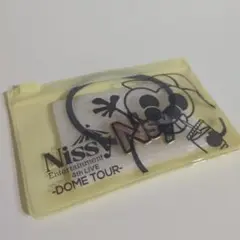 Nissy
Entertainment
4th LIVE
-DOME TOUR-